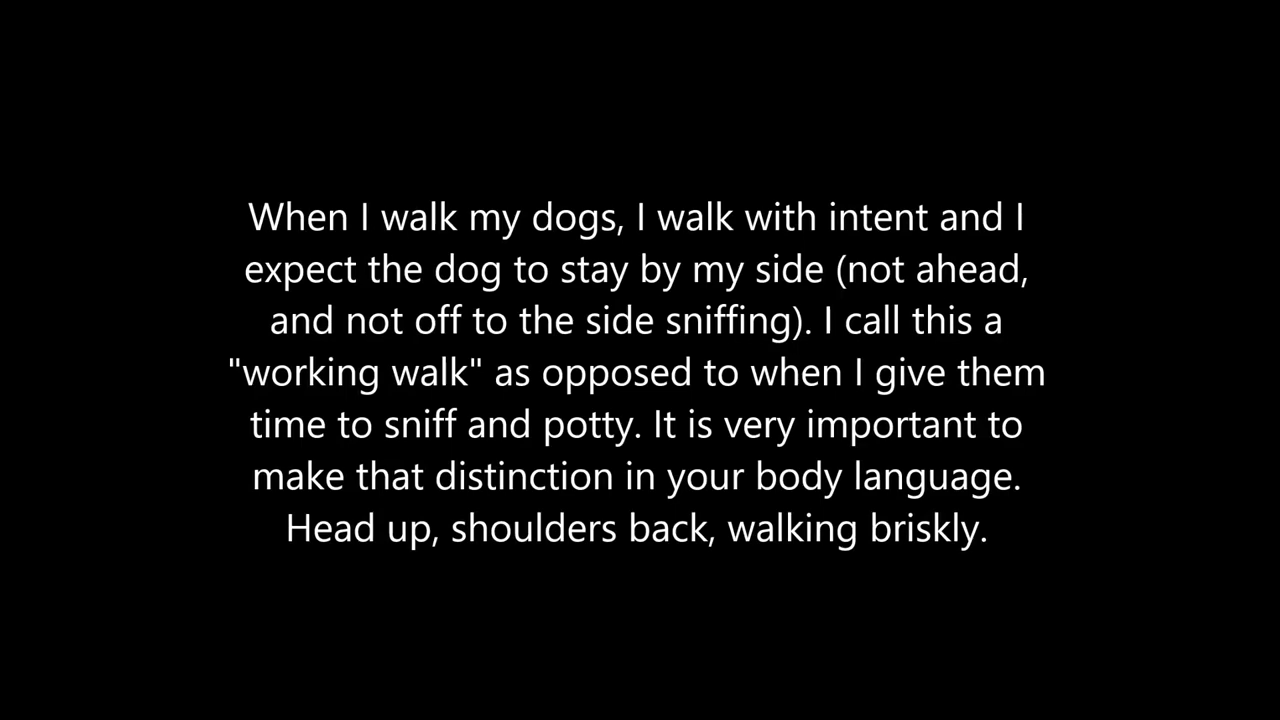 When I walk my dogs, I walk with intent and I
expect the dog to stay by my side (not ahead,
and not off to the side sniffing). I call this a
"working walk" as opposed to when I give them
time to sniff and potty. It is very important to
make that distinction in your body language.
Head up, shoulders back, walking briskly.